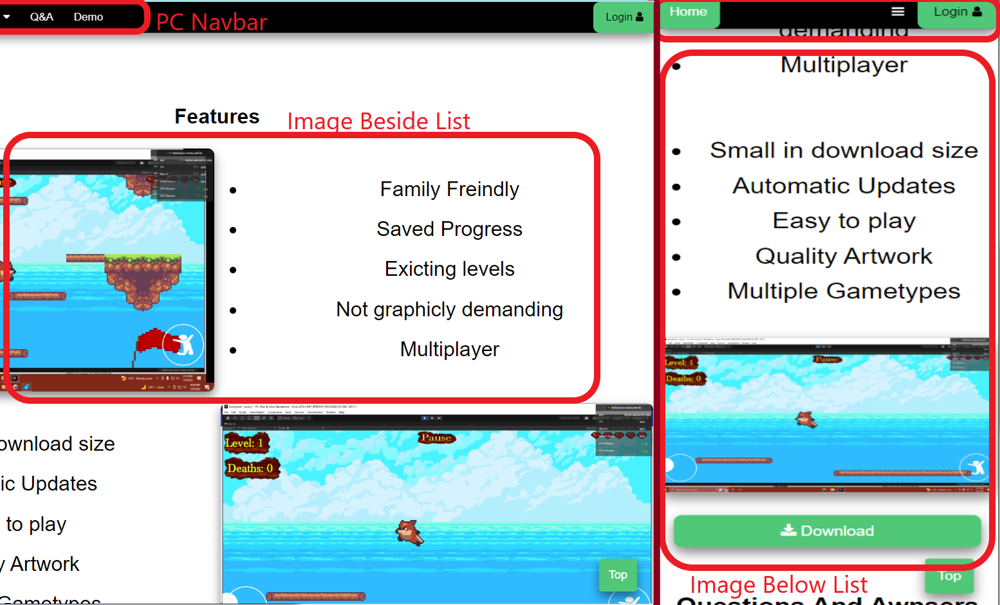 Q&A Demo
PC Navbar
Login
Features
Image Beside List
Family Freindly
Saved Progress
Exicting levels
Not graphicly demanding
Multiplayer
ownload size
ic Updates
to play
y Artwork
Gametypes
Level: 1
Pause
Deaths: 0
Top
Home
Login
demanding
Multiplayer
Small in download size
Automatic Updates
Easy to play
Quality Artwork
Multiple Gametypes
Level: 1
Pause
Deaths: 0
Download
Top
Image Below List
Questions And Awnsers